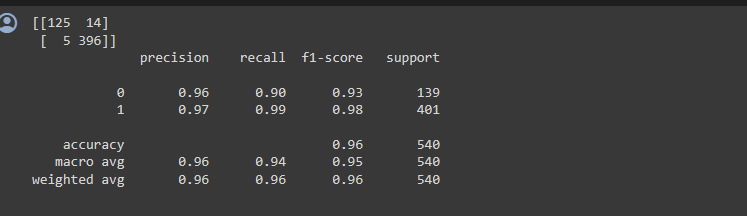 [[125  14]
 [  5 396]]
              precision    recall  f1-score   support

           0       0.96      0.90      0.93       139
           1       0.97      0.99      0.98       401

    accuracy                           0.96       540
   macro avg       0.96      0.94      0.95       540
weighted avg       0.96      0.96      0.96       540